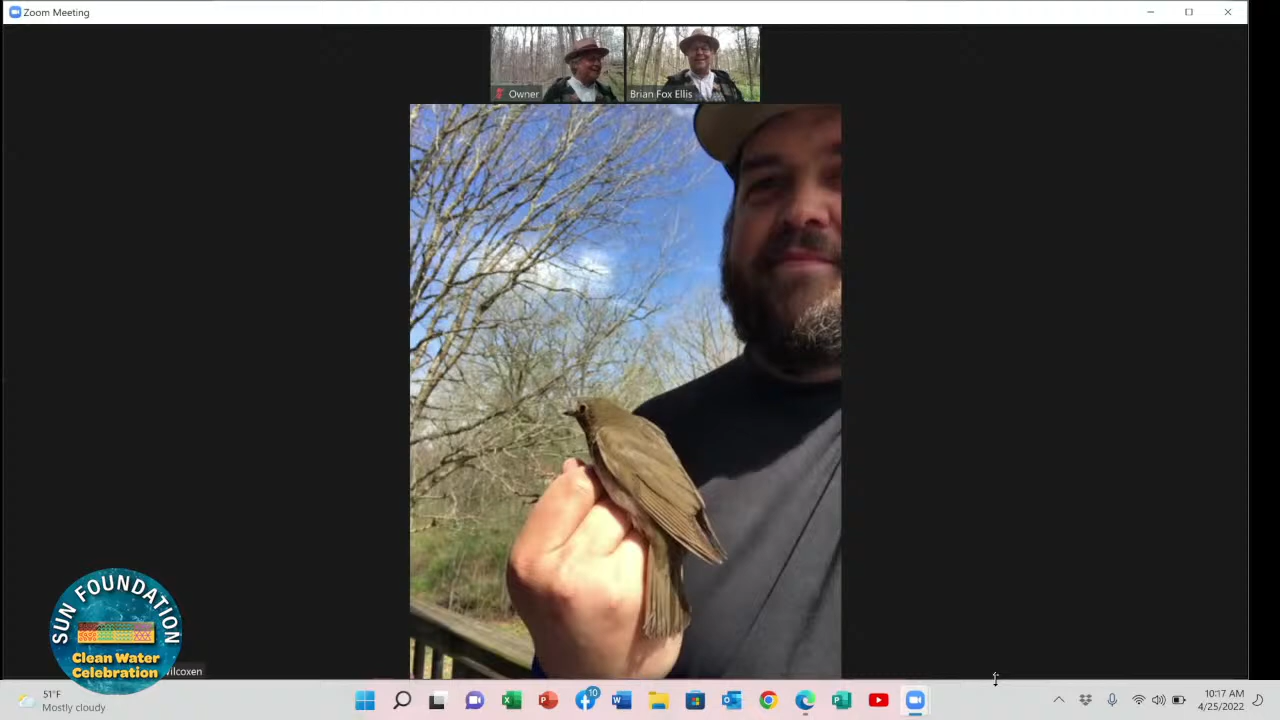 Zoom Meeting
Owner
Brian Fox Ellis
SUN FOUNDATION
Clean Water
Celebration
ilcoxen
51°F
Mostly cloudy
10
10:17 AM
4/25/2022